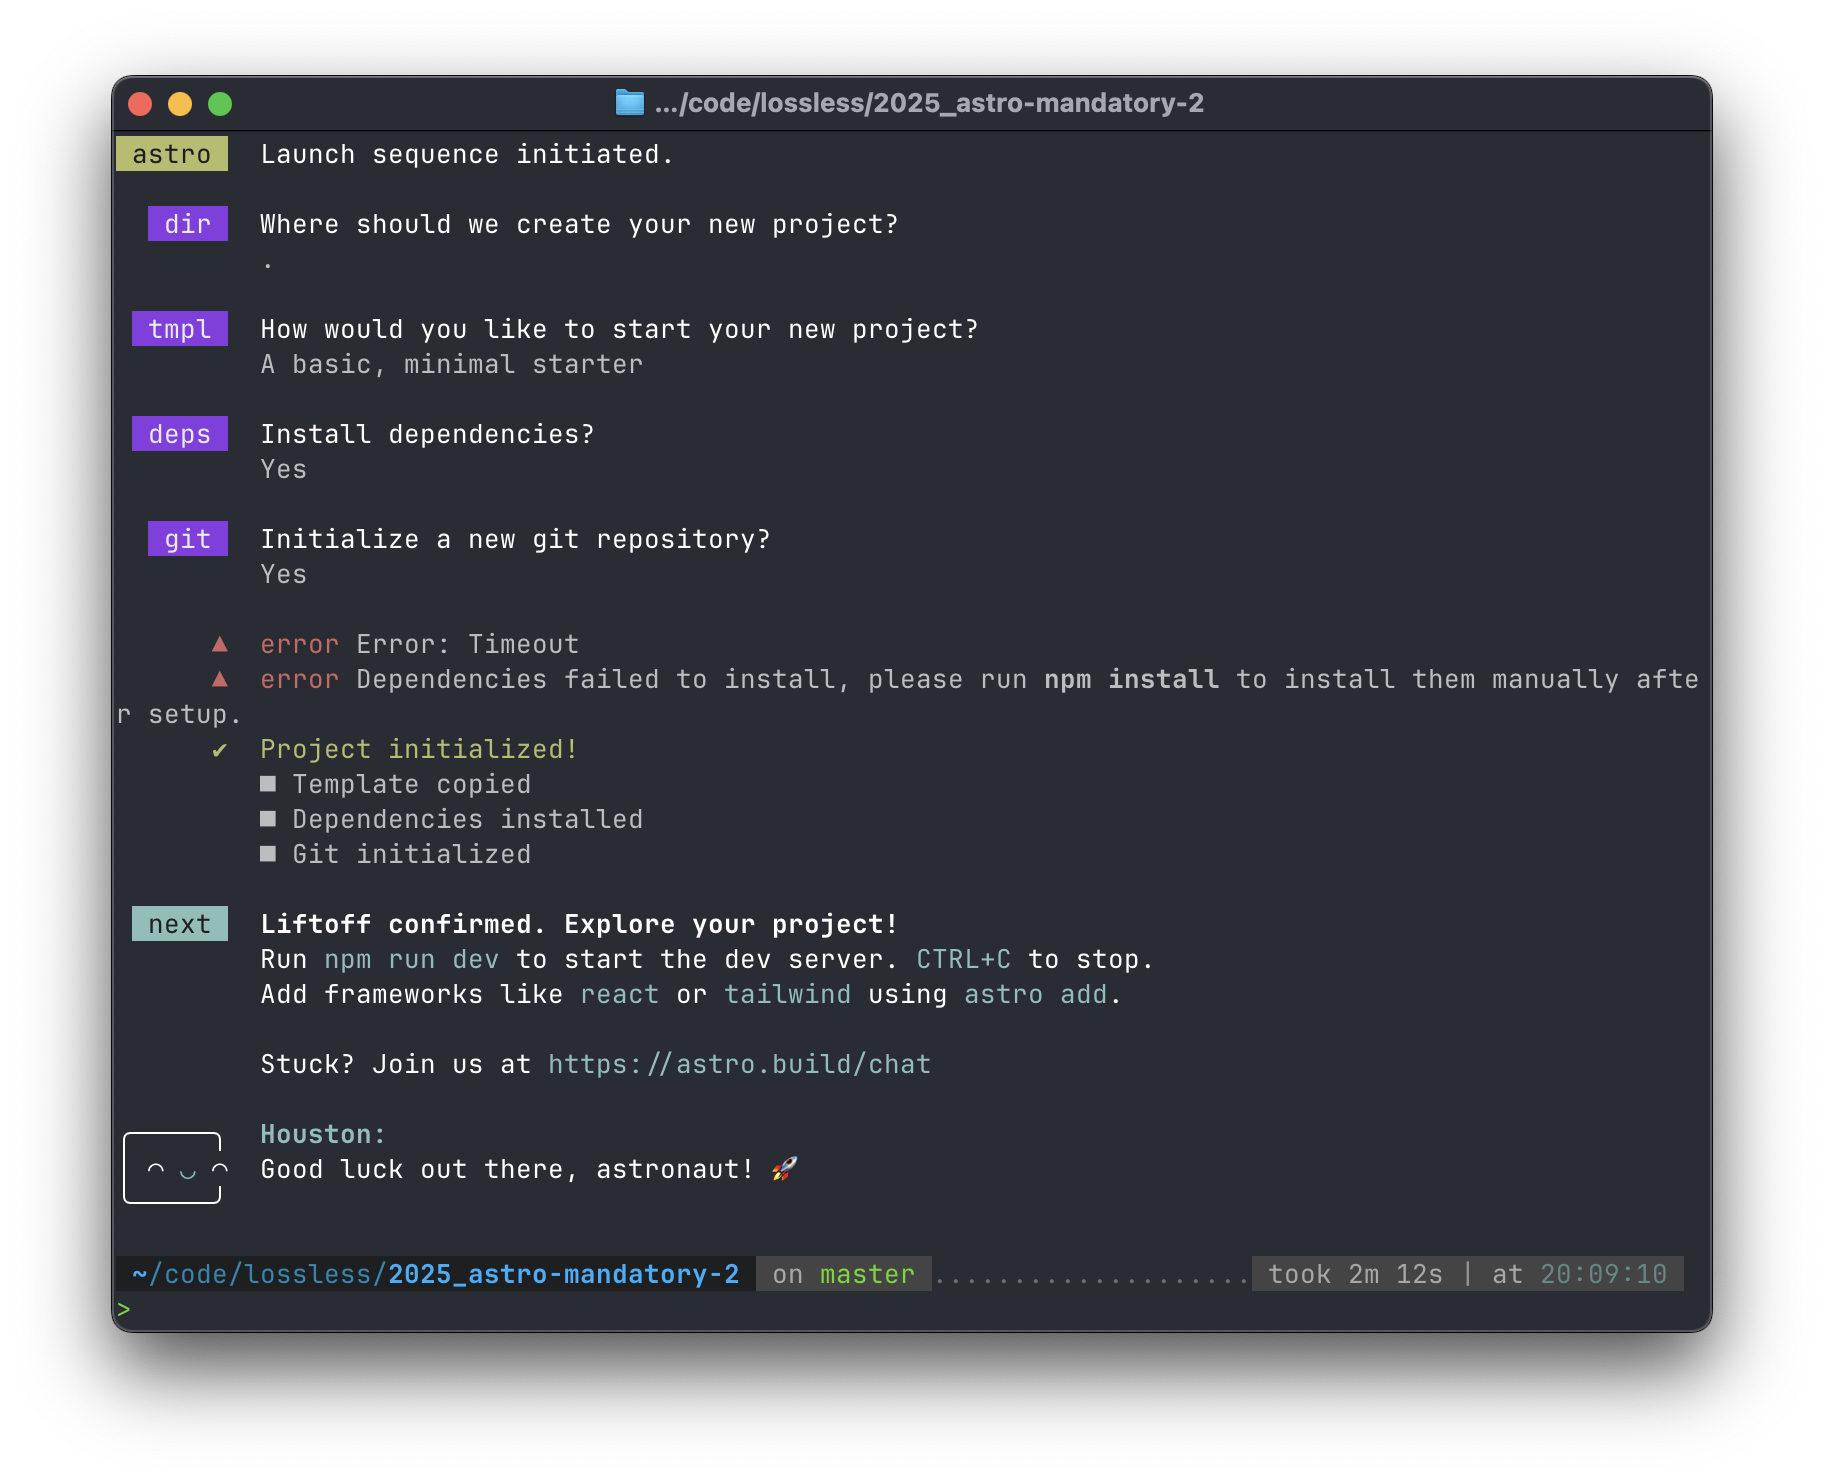 .../code/lossless/2025_astro-mandatory-2
astro Launch sequence initiated.
dir Where should we create your new project?
.
tmpl How would you like to start your new project?
A basic, minimal starter
deps Install dependencies?
Yes
git Initialize a new git repository?
Yes
▲ error Error: Timeout
▲ error Dependencies failed to install, please run npm install to install them manually afte
r setup.
✔ Project initialized!
■ Template copied
■ Dependencies installed
■ Git initialized
next Liftoff confirmed. Explore your project!
Run npm run dev to start the dev server. CTRL+C to stop.
Add frameworks like react or tailwind using astro add.
Stuck? Join us at https://astro.build/chat
Houston:
Good luck out there, astronaut! 🚀
~/code/lossless/2025_astro-mandatory-2 on master .................... took 2m 12s | at 20:09:10
>